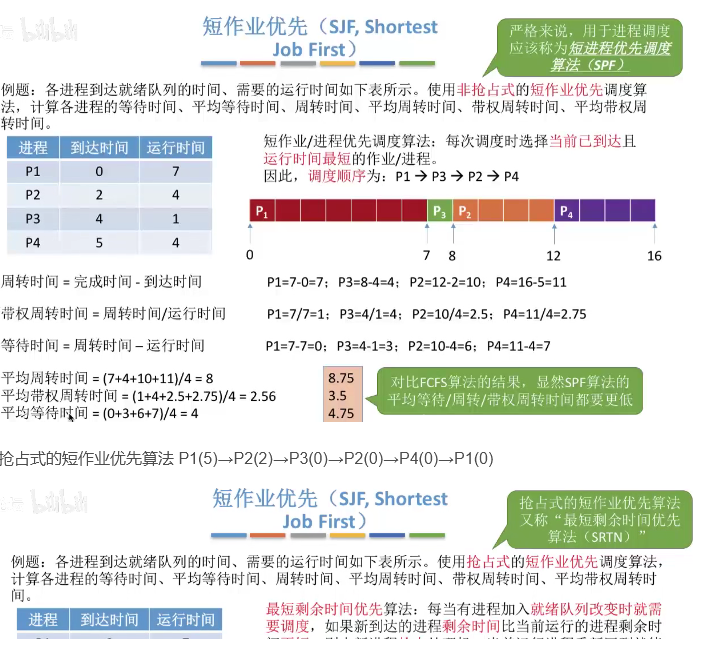 短作业优先（SJF, Shortest
Job First）
严格来说，用于进程调度
应该称为短进程优先调度
算法（SPF）
例题：各进程到达就绪队列的时间、需要的运行时间如下表所示。使用非抢占式的短作业优先调度算
法，计算各进程的等待时间、平均等待时间、周转时间、平均周转时间、带权周转时间、平均带权周
转时间。
进程 到达时间 运行时间
P1 0 7
P2 2 4
P3 4 1
P4 5 4
短作业/进程优先调度算法：每次调度时选择当前已到达且
运行时间最短的作业/进程。
因此，调度顺序为：P1 → P3 → P2 → P4
P1 P3 P2 P4
0 7 8 12 16
周转时间 = 完成时间 - 到达时间 P1=7-0=7；P3=8-4=4；P2=12-2=10；P4=16-5=11
带权周转时间 = 周转时间/运行时间 P1=7/7=1；P3=4/1=4；P2=10/4=2.5；P4=11/4=2.75
等待时间 = 周转时间 – 运行时间 P1=7-7=0；P3=4-1=3；P2=10-4=6；P4=11-4=7
平均周转时间 = (7+4+10+11)/4 = 8 8.75
平均带权周转时间 = (1+4+2.5+2.75)/4 = 2.56 3.5
平均等待时间 = (0+3+6+7)/4 = 4 4.75
对比FCFS算法的结果，显然SPF算法的
平均等待/周转/带权周转时间都要更低
抢占式的短作业优先算法 P1(5)→P2(2)→P3(0)→P2(0)→P4(0)→P1(0)
短作业优先（SJF, Shortest
Job First）
抢占式的短作业优先算法
又称“最短剩余时间优先
算法（SRTN）”
例题：各进程到达就绪队列的时间、需要的运行时间如下表所示。使用抢占式的短作业优先调度算法，
计算各进程的等待时间、平均等待时间、周转时间、平均周转时间、带权周转时间、平均带权周转时
间。
进程 到达时间 运行时间
最短剩余时间优先算法：每当有进程加入就绪队列改变时就需
要调度，如果新到达的进程剩余时间比当前运行的进程剩余时